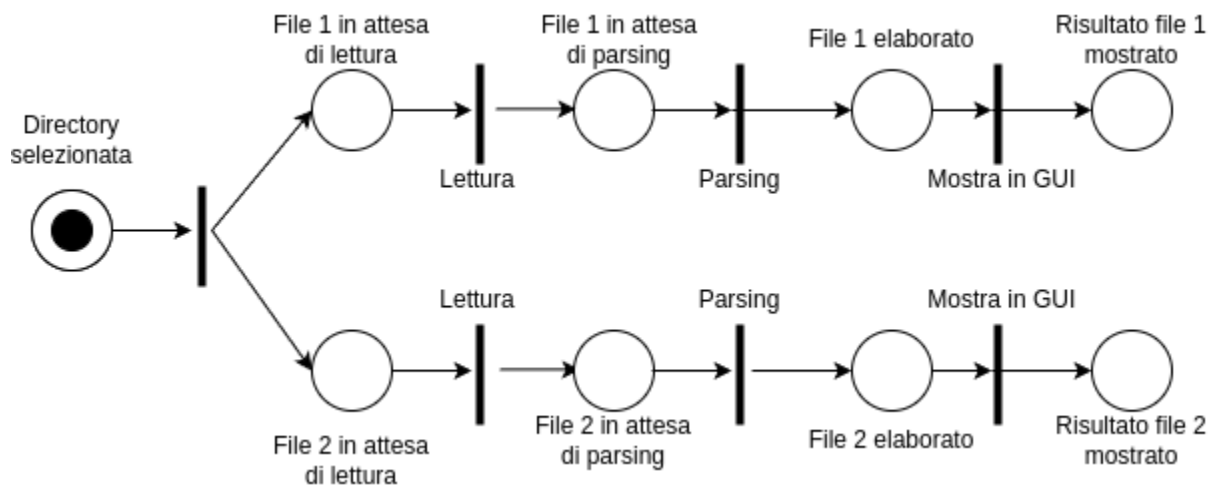 File 1 in attesa
di lettura
File 1 in attesa
di parsing
File 1 elaborato
Risultato file 1
mostrato
Directory
selezionata
Lettura
Parsing
Mostra in GUI
Lettura
Parsing
Mostra in GUI
File 2 in attesa
di lettura
File 2 in attesa
di parsing
File 2 elaborato
Risultato file 2
mostrato